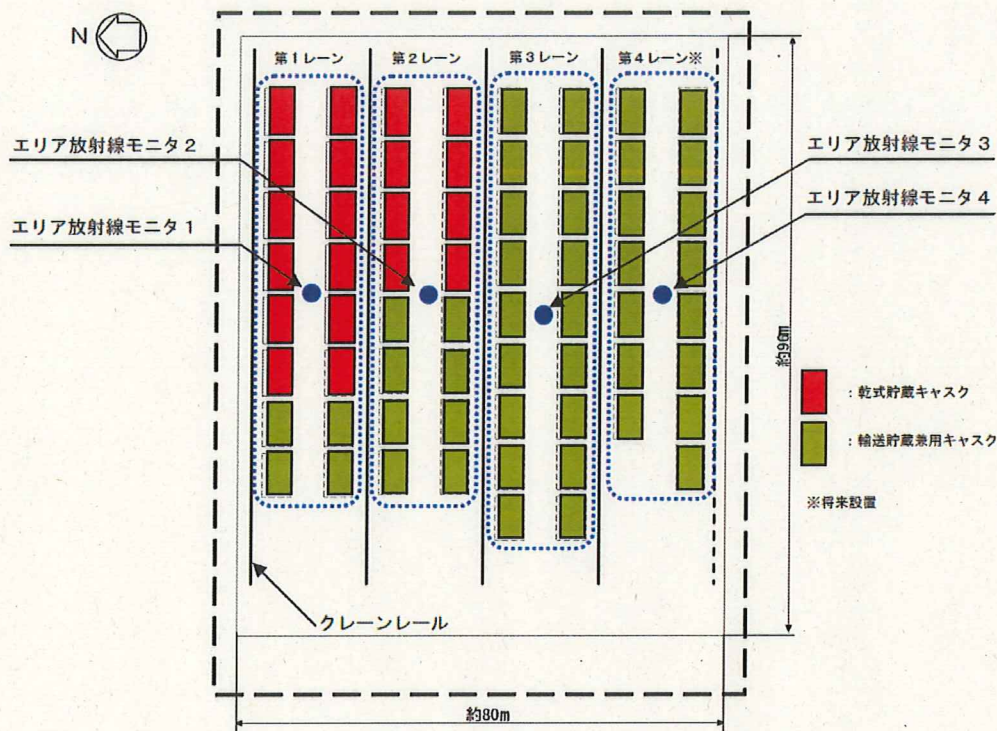 N
第1レーン
第2レーン
第3レーン
第4レーン※
エリア放射線モニタ2
エリア放射線モニタ1
エリア放射線モニタ3
エリア放射線モニタ4
約96m
:乾式貯蔵キャスク
:輸送貯蔵兼用キャスク
※将来設置
クレーンレール
約80m